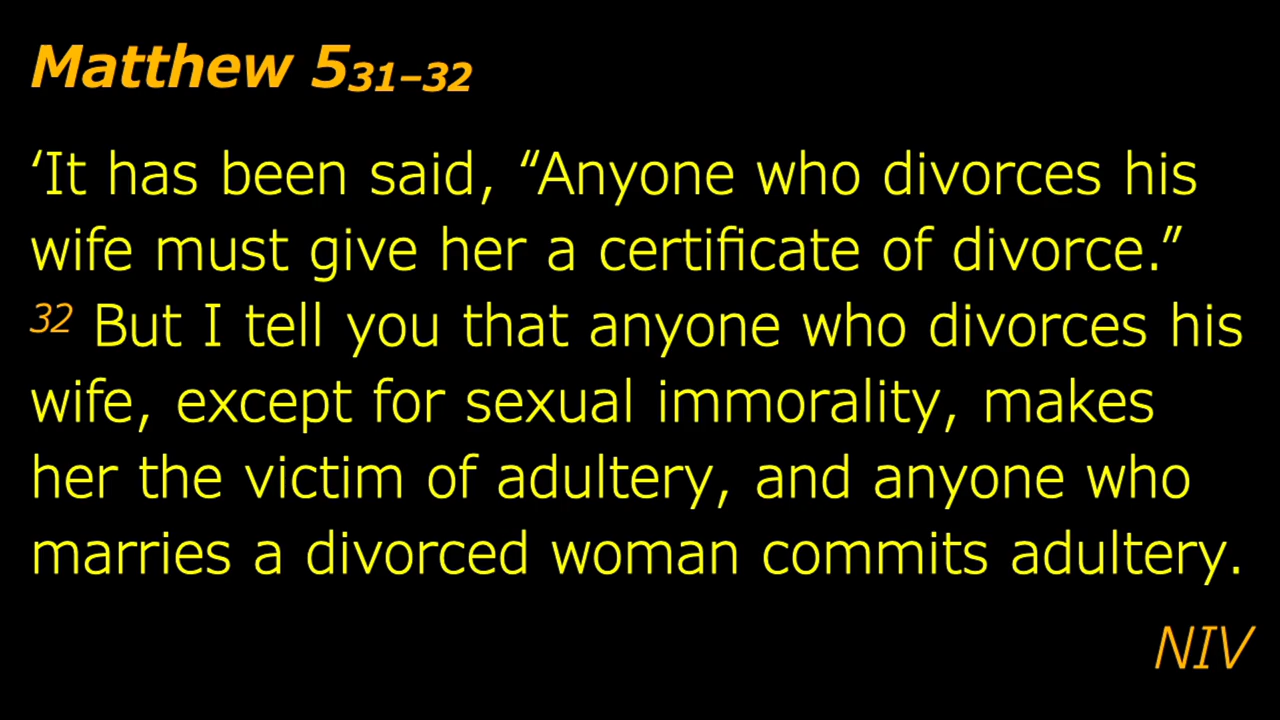 Matthew 5 31–32
‘It has been said, “Anyone who divorces his
wife must give her a certificate of divorce.”
32 But I tell you that anyone who divorces his
wife, except for sexual immorality, makes
her the victim of adultery, and anyone who
marries a divorced woman commits adultery.
NIV